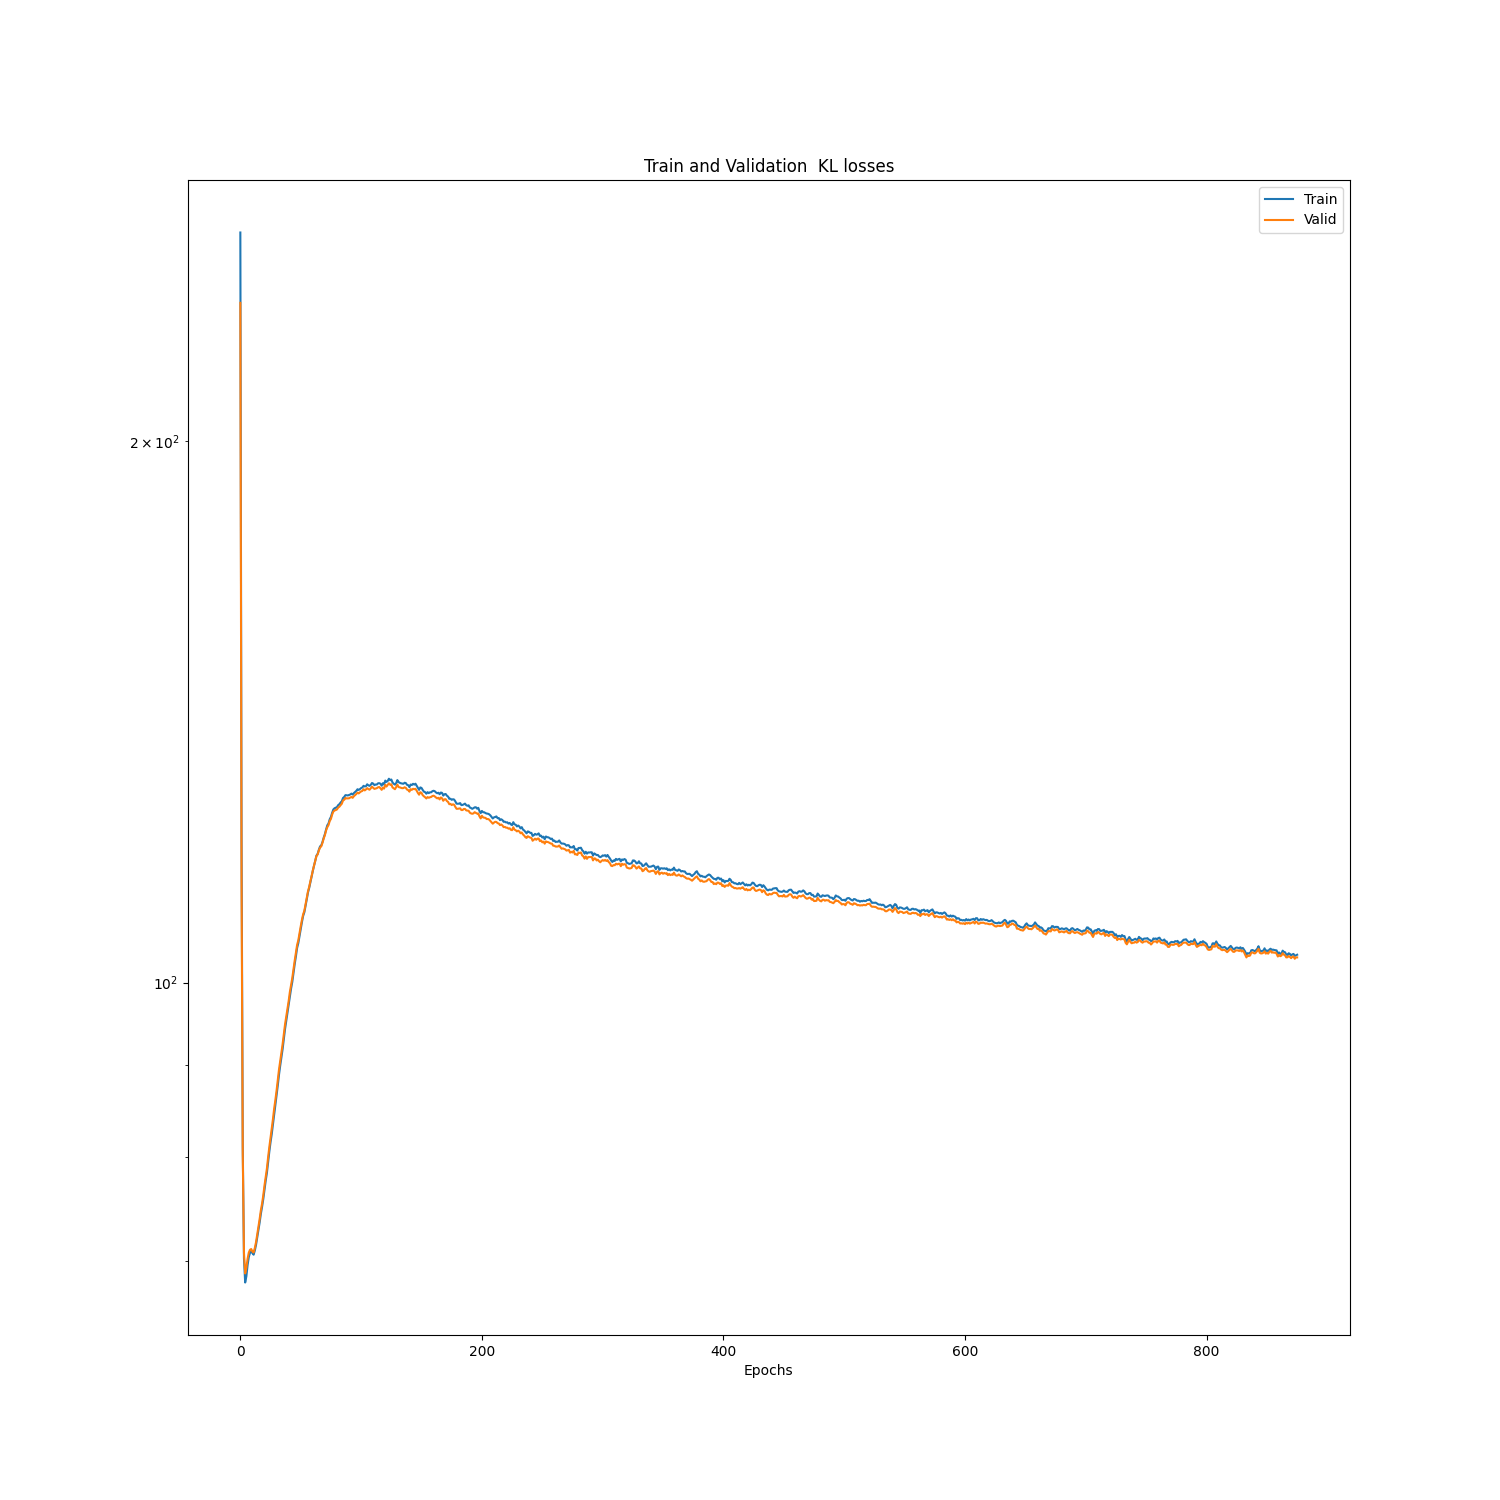 Train and Validation  KL losses
Train
Valid
2 × 10²
10²
0 200 400 600 800
Epochs